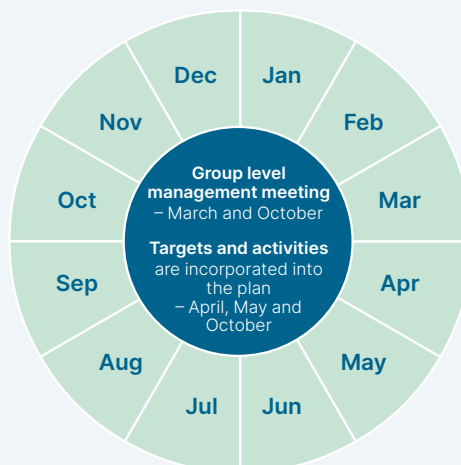 Dec
Jan
Nov
Feb
Oct
Mar
Sep
Apr
Aug
May
Jul
Jun
Group level
management meeting
– March and October
Targets and activities
are incorporated into
the plan
– April, May and
October